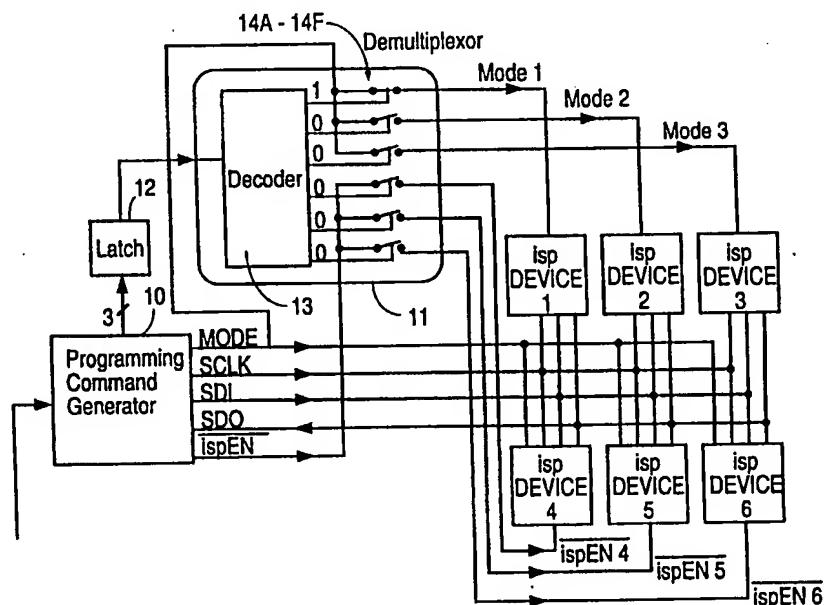 14A - 14F
Demultiplexor
Mode 1
Mode 2
Mode 3
1
0
0
0
0
0
Decoder
12
Latch
3
10
13
11
isp
DEVICE
1
isp
DEVICE
2
isp
DEVICE
3
Programming
Command
Generator
MODE
SCLK
SDI
SDO
ispEN
isp
DEVICE
4
isp
DEVICE
5
isp
DEVICE
6
ispEN 4
ispEN 5
ispEN 6